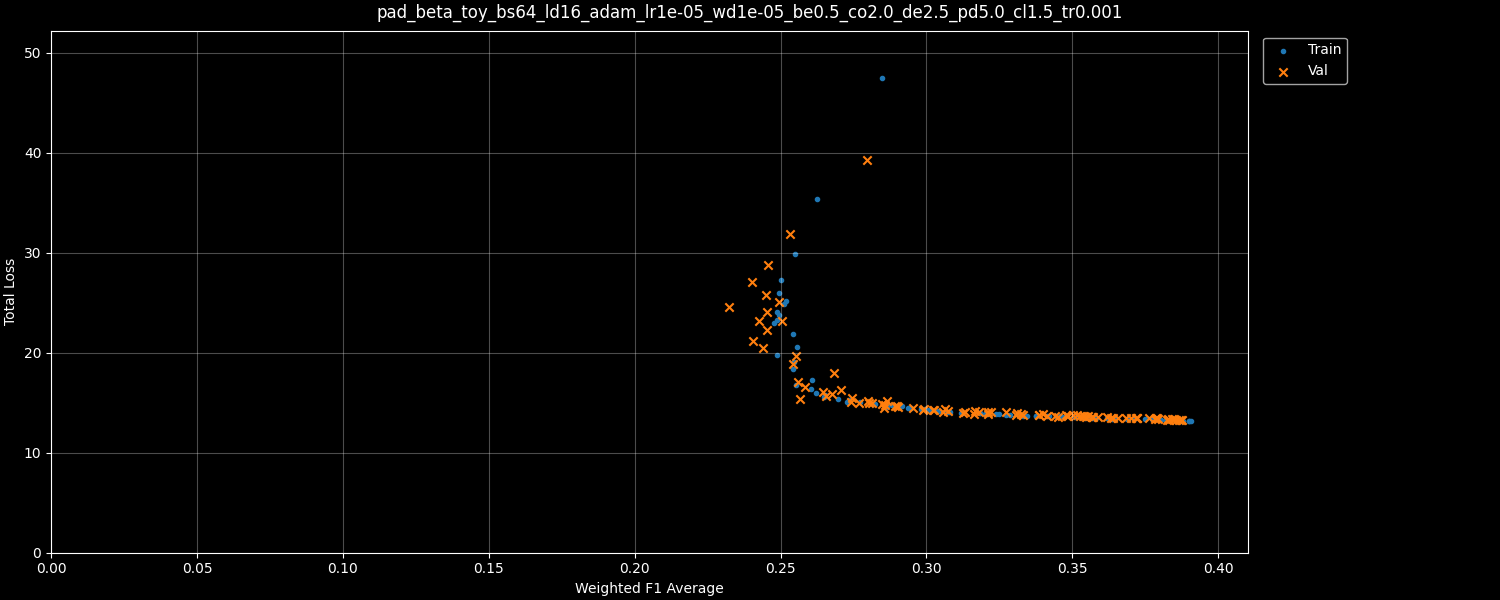 pad_beta_toy_bs64_ld16_adam_lr1e-05_wd1e-05_be0.5_co2.0_de2.5_pd5.0_cl1.5_tr0.001
Train
Val
Total Loss
50
40
30
20
10
0
0.00 0.05 0.10 0.15 0.20 0.25 0.30 0.35 0.40
Weighted F1 Average